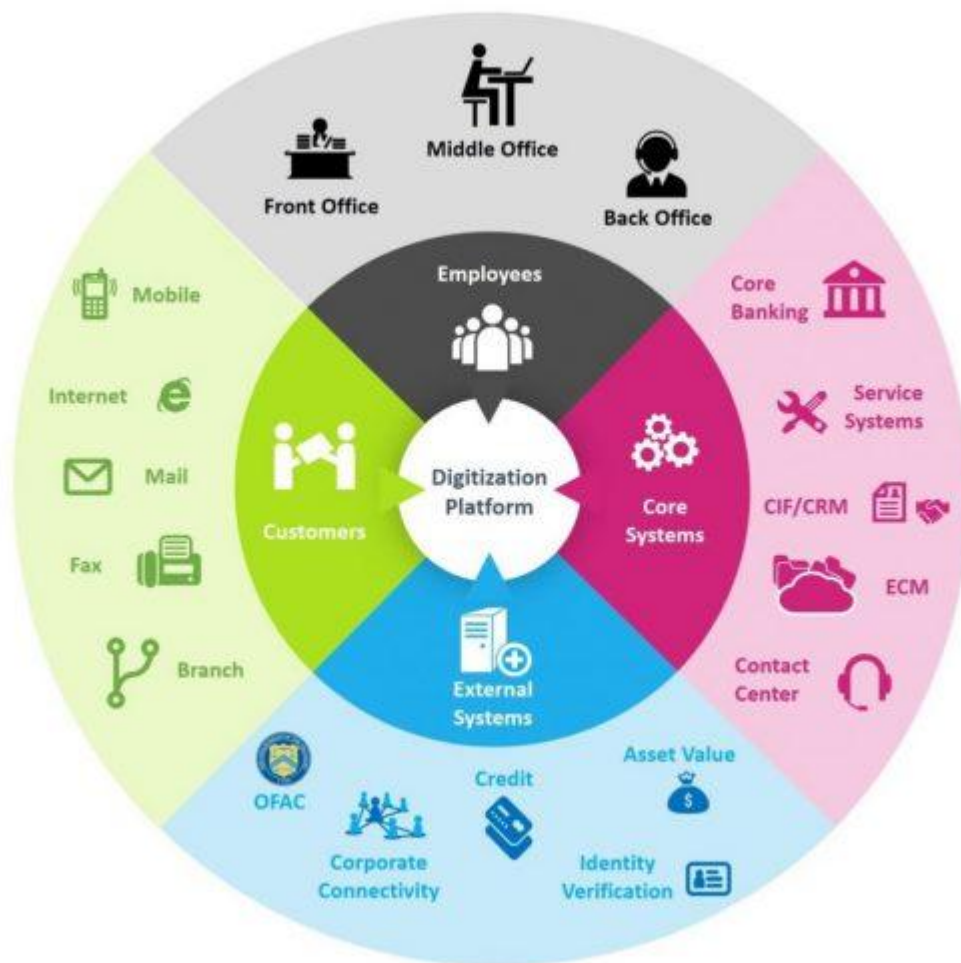 Middle Office
Front Office
Back Office
Employees
Mobile
Internet
Mail
Fax
Branch
Customers
Digitization
Platform
Core
Systems
Core
Banking
Service
Systems
CIF/CRM
ECM
Contact
Center
External
Systems
OFAC
Corporate
Connectivity
Credit
Asset Value
$
Identity
Verification